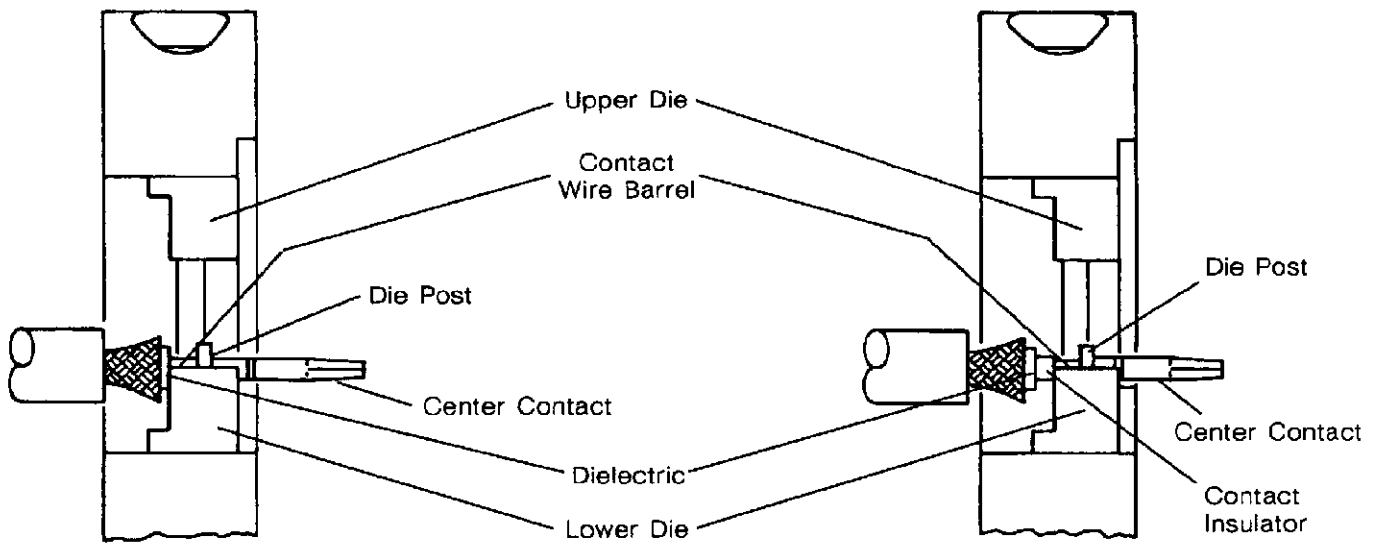 Upper Die
Contact
Wire Barrel
Die Post
Die Post
Center Contact
Center Contact
Dielectric
Contact
Insulator
Lower Die